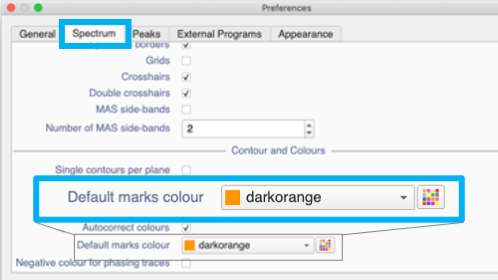 Preferences
General Spectrum Peaks External Programs Appearance
borders
Grids
Crosshairs
Double crosshairs
MAS side-bands
Number of MAS side-bands 2
Contour and Colours
Single contours per plane
Default marks colour darkorange
Autocorrect colours
Default marks colour darkorange
Negative colour for phasing traces